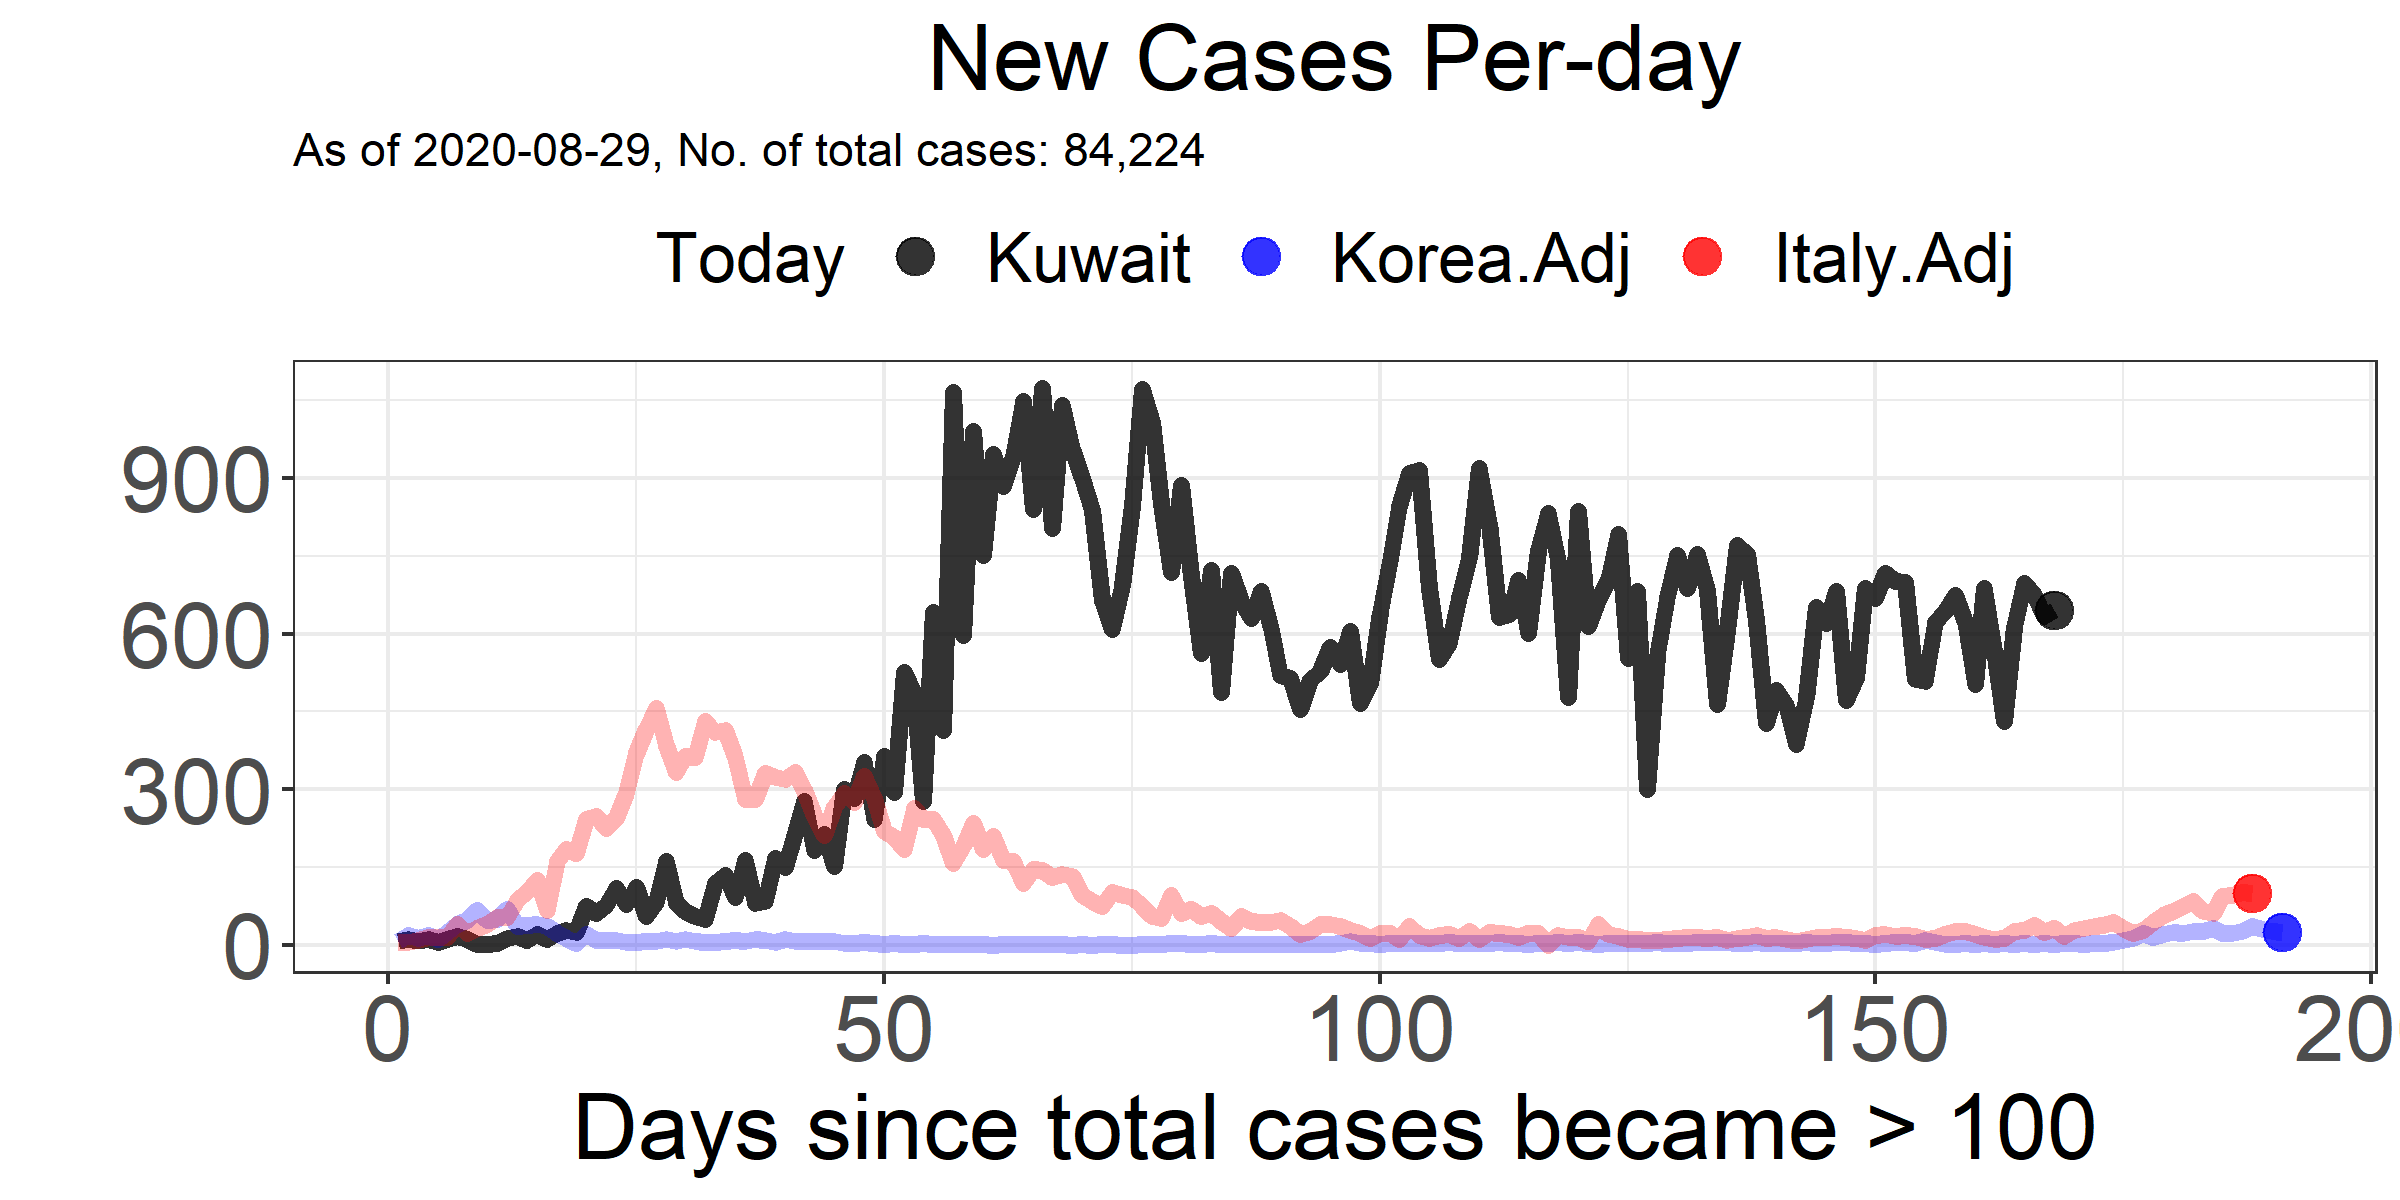 New Cases Per-day
As of 2020-08-29, No. of total cases: 84,224
Today Kuwait Korea.Adj Italy.Adj
900
600
300
0
0 50 100 150 20
Days since total cases became > 100